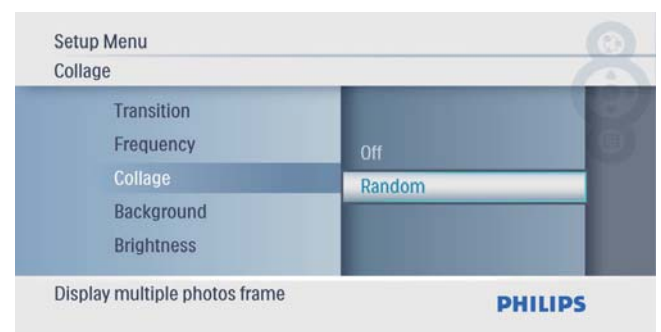 Setup Menu
Collage
Transition
Frequency
Collage
Background
Brightness
Off
Random
Display multiple photos frame
PHILIPS